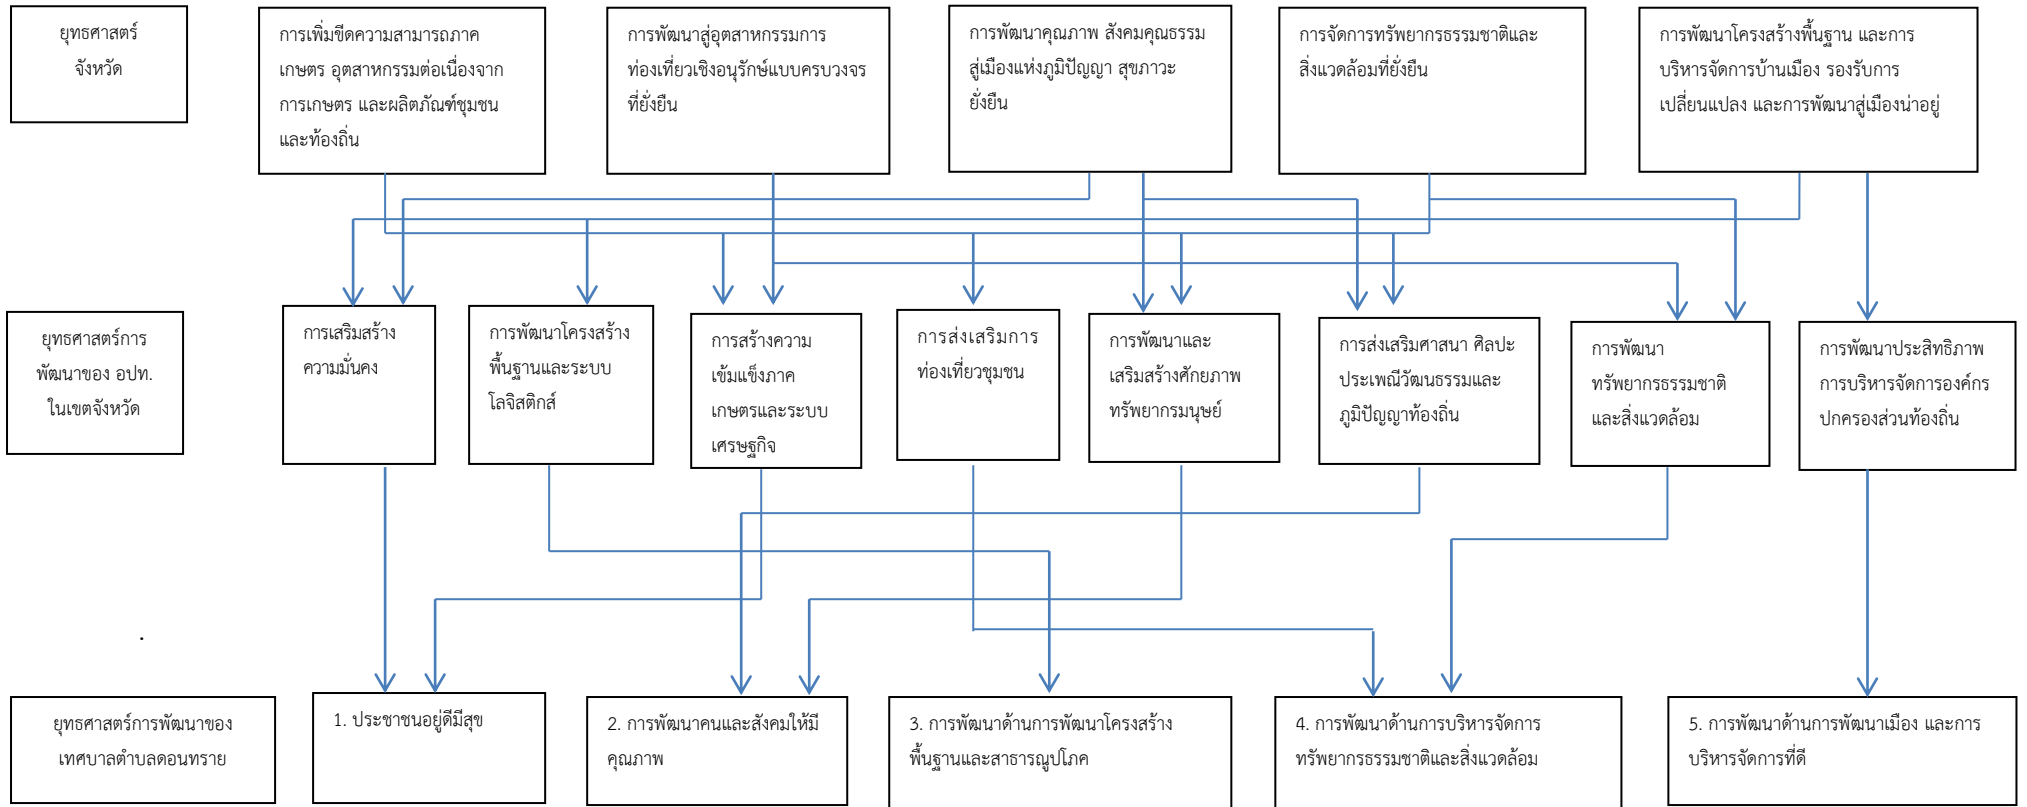 ยุทธศาสตร์
จังหวัด
การเพิ่มขีดความสามารถภาค
เกษตร อุตสาหกรรมต่อเนื่องจาก
การเกษตร และผลิตภัณฑ์ชุมชน
และท้องถิ่น
การพัฒนาสู่อุตสาหกรรมการ
ท่องเที่ยวเชิงอนุรักษ์แบบครบวงจร
ที่ยั่งยืน
การพัฒนาคุณภาพ สังคมคุณธรรม
สู่เมืองแห่งภูมิปัญญา สุขภาวะ
ยั่งยืน
การจัดการทรัพยากรธรรมชาติและ
สิ่งแวดล้อมที่ยั่งยืน
การพัฒนาโครงสร้างพื้นฐาน และการ
บริหารจัดการบ้านเมือง รองรับการ
เปลี่ยนแปลง และการพัฒนาสู่เมืองน่าอยู่
ยุทธศาสตร์การ
พัฒนาของ อปท.
ในเขตจังหวัด
การเสริมสร้าง
ความมั่นคง
การพัฒนาโครงสร้าง
พื้นฐานและระบบ
โลจิสติกส์
การสร้างความ
เข้มแข็งภาค
เกษตรและระบบ
เศรษฐกิจ
การส่งเสริมการ
ท่องเที่ยวชุมชน
การพัฒนาและ
เสริมสร้างศักยภาพ
ทรัพยากรมนุษย์
การส่งเสริมศาสนา ศิลปะ
ประเพณีวัฒนธรรมและ
ภูมิปัญญาท้องถิ่น
การพัฒนา
ทรัพยากรธรรมชาติ
และสิ่งแวดล้อม
การพัฒนาประสิทธิภาพ
การบริหารจัดการองค์กร
ปกครองส่วนท้องถิ่น
.
ยุทธศาสตร์การพัฒนาของ
เทศบาลตำบลดอนทราย
1. ประชาชนอยู่ดีมีสุข
2. การพัฒนาคนและสังคมให้มี
คุณภาพ
3. การพัฒนาด้านการพัฒนาโครงสร้าง
พื้นฐานและสาธารณูปโภค
4. การพัฒนาด้านการบริหารจัดการ
ทรัพยากรธรรมชาติและสิ่งแวดล้อม
5. การพัฒนาด้านการพัฒนาเมือง และการ
บริหารจัดการที่ดี